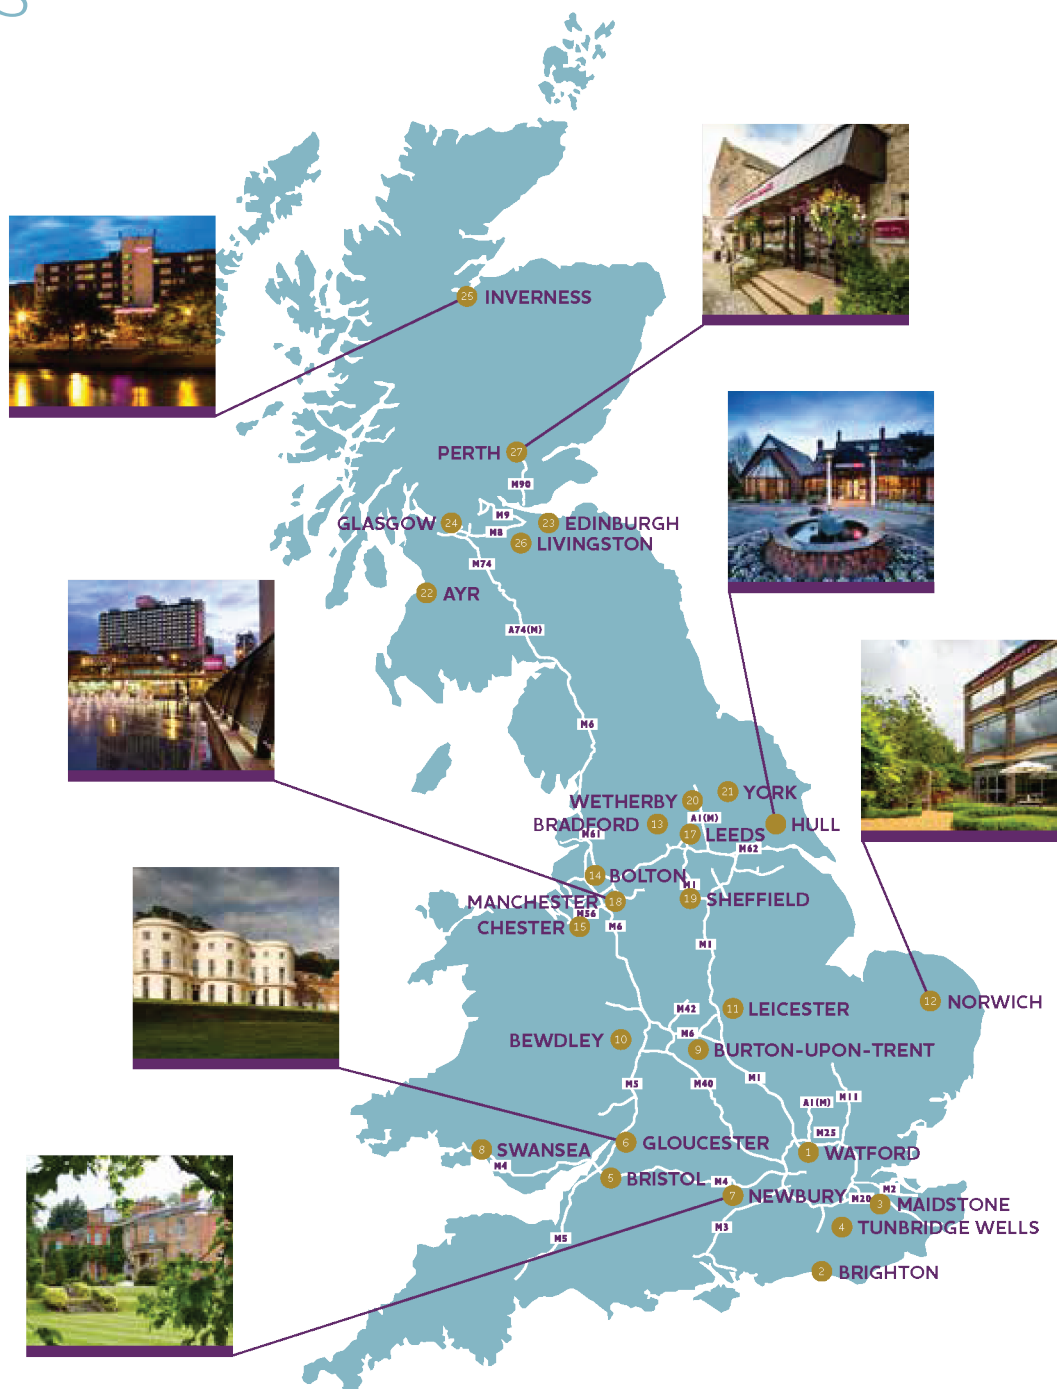 25 INVERNESS
PERTH 27
M90
M9
GLASGOW 24
23 EDINBURGH
M8
26 LIVINGSTON
M74
22 AYR
A74(M)
M6
21 YORK
WETHERBY 20
A1(M)
BRADFORD 13
HULL
M61
17 LEEDS
M62
14 BOLTON
M1
MANCHESTER 18
19 SHEFFIELD
M56
CHESTER 15
M6
M1
12 NORWICH
M42
11 LEICESTER
M6
BEWDLEY 10
9 BURTON-UPON-TRENT
M1
M5
M40
M11
A1(M)
M25
6 GLOUCESTER
8 SWANSEA
1 WATFORD
M4
5 BRISTOL
M4
M2
7 NEWBURY
M20
3 MAIDSTONE
M3
4 TUNBRIDGE WELLS
M5
2 BRIGHTON